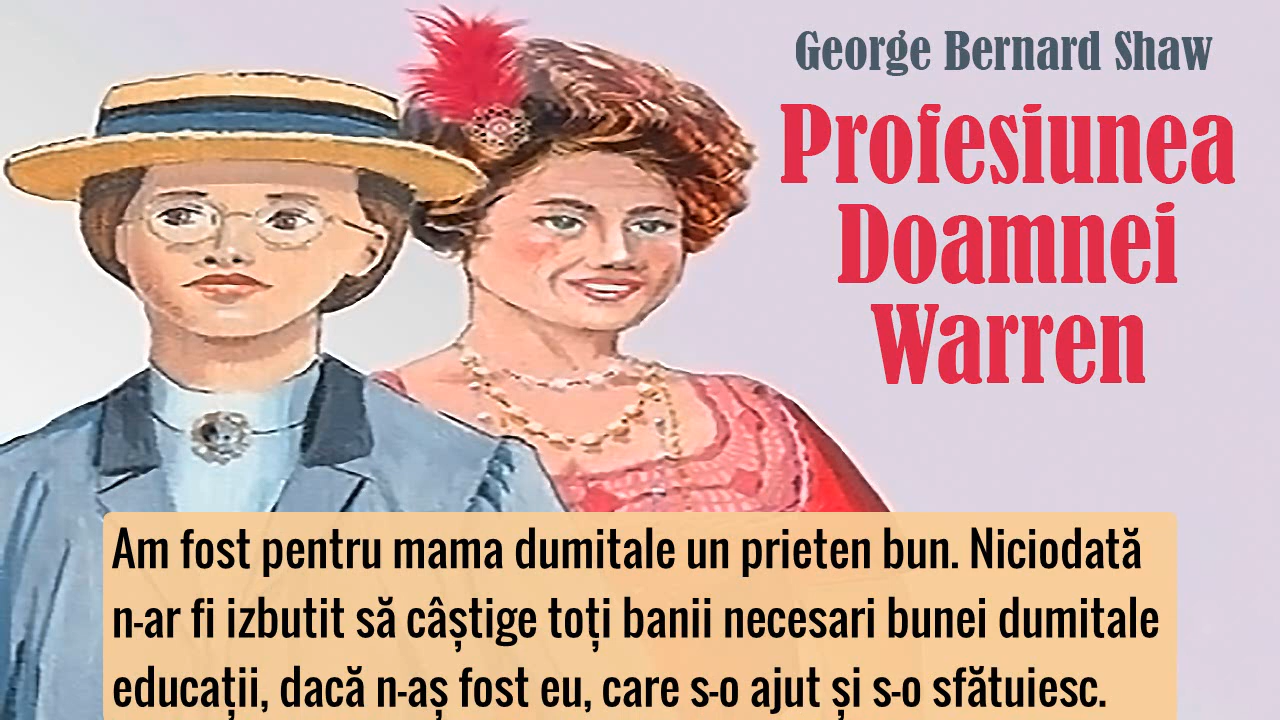 George Bernard Shaw
Profesiunea
Doamnei
Warren
Am fost pentru mama dumitale un prieten bun. Niciodată
n-ar fi izbutit să câștige toți banii necesari bunei dumitale
educații, dacă n-aș fost eu, care s-o ajut și s-o sfătuiesc.